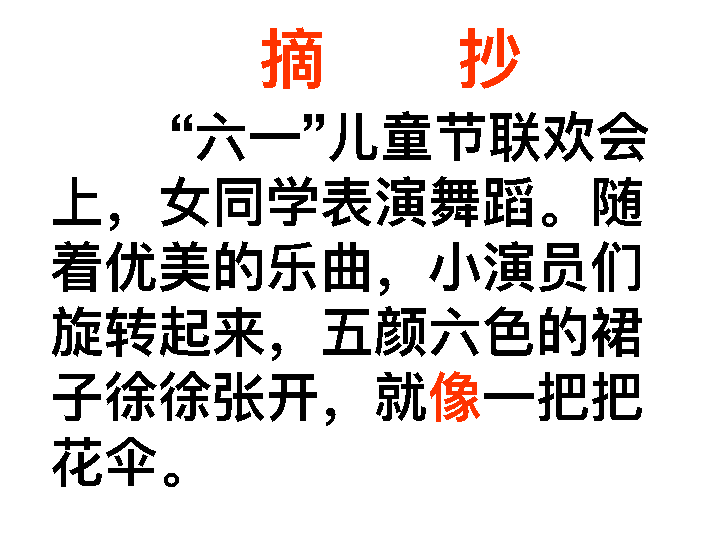 摘 抄
“六一”儿童节联欢会
上，女同学表演舞蹈。随
着优美的乐曲，小演员们
旋转起来，五颜六色的裙
子徐徐张开，就像一把把
花伞。